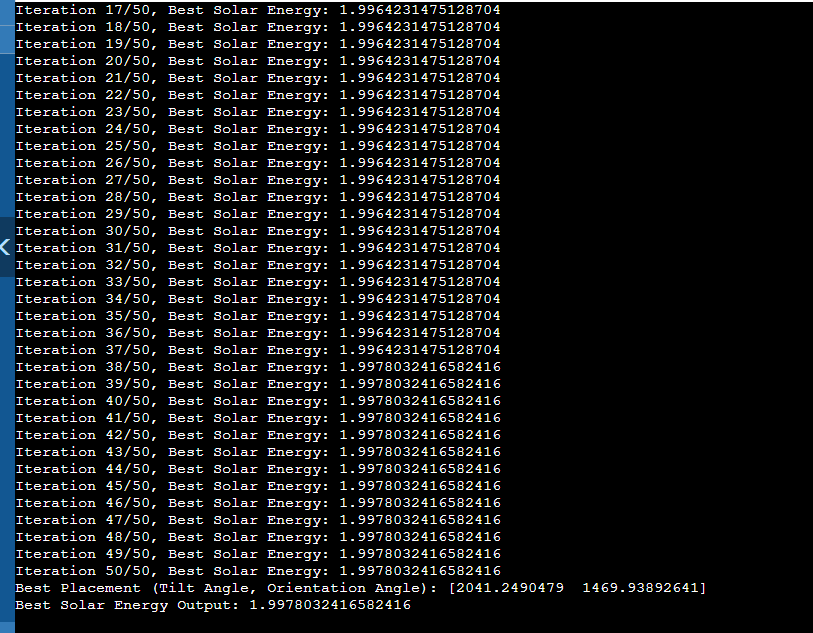 Iteration 17/50, Best Solar Energy: 1.9964231475128704
Iteration 18/50, Best Solar Energy: 1.9964231475128704
Iteration 19/50, Best Solar Energy: 1.9964231475128704
Iteration 20/50, Best Solar Energy: 1.9964231475128704
Iteration 21/50, Best Solar Energy: 1.9964231475128704
Iteration 22/50, Best Solar Energy: 1.9964231475128704
Iteration 23/50, Best Solar Energy: 1.9964231475128704
Iteration 24/50, Best Solar Energy: 1.9964231475128704
Iteration 25/50, Best Solar Energy: 1.9964231475128704
Iteration 26/50, Best Solar Energy: 1.9964231475128704
Iteration 27/50, Best Solar Energy: 1.9964231475128704
Iteration 28/50, Best Solar Energy: 1.9964231475128704
Iteration 29/50, Best Solar Energy: 1.9964231475128704
Iteration 30/50, Best Solar Energy: 1.9964231475128704
Iteration 31/50, Best Solar Energy: 1.9964231475128704
Iteration 32/50, Best Solar Energy: 1.9964231475128704
Iteration 33/50, Best Solar Energy: 1.9964231475128704
Iteration 34/50, Best Solar Energy: 1.9964231475128704
Iteration 35/50, Best Solar Energy: 1.9964231475128704
Iteration 36/50, Best Solar Energy: 1.9964231475128704
Iteration 37/50, Best Solar Energy: 1.9964231475128704
Iteration 38/50, Best Solar Energy: 1.9978032416582416
Iteration 39/50, Best Solar Energy: 1.9978032416582416
Iteration 40/50, Best Solar Energy: 1.9978032416582416
Iteration 41/50, Best Solar Energy: 1.9978032416582416
Iteration 42/50, Best Solar Energy: 1.9978032416582416
Iteration 43/50, Best Solar Energy: 1.9978032416582416
Iteration 44/50, Best Solar Energy: 1.9978032416582416
Iteration 45/50, Best Solar Energy: 1.9978032416582416
Iteration 46/50, Best Solar Energy: 1.9978032416582416
Iteration 47/50, Best Solar Energy: 1.9978032416582416
Iteration 48/50, Best Solar Energy: 1.9978032416582416
Iteration 49/50, Best Solar Energy: 1.9978032416582416
Iteration 50/50, Best Solar Energy: 1.9978032416582416
Best Placement (Tilt Angle, Orientation Angle): [2041.2490479  1469.93892641]
Best Solar Energy Output: 1.9978032416582416